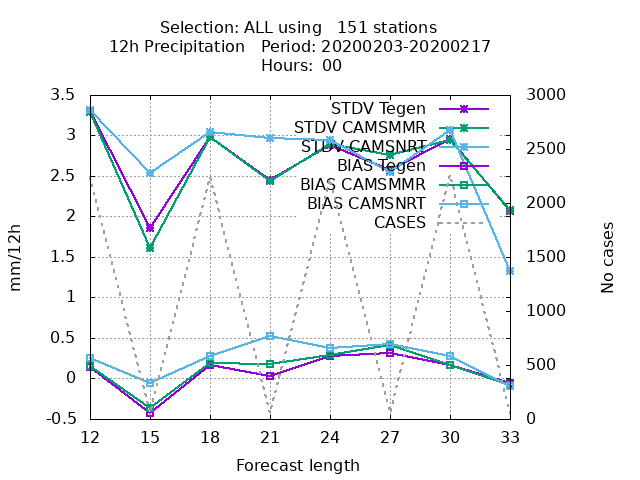 Selection: ALL using   151 stations
12h Precipitation   Period: 20200203-20200217
Hours: 00
3.5
3
2.5
2
1.5
1
0.5
0
-0.5
mm/12h
3000
2500
2000
1500
1000
500
0
No cases
STDV Tegen
STDV CAMSMMR
STDV CAMSNRT
BIAS Tegen
BIAS CAMSMMR
BIAS CAMSNRT
CASES
12 15 18 21 24 27 30 33
Forecast length